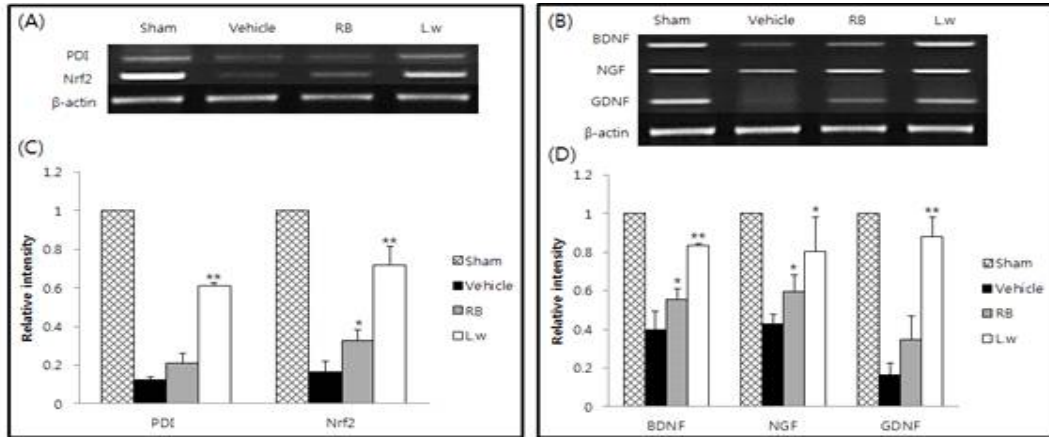 (A)
Sham Vehicle RB L.w
PDI
Nrf2
β-actin
(C)
1.2
1
0.8
0.6
0.4
0.2
0
Relative intensity
** * **
PDI Nrf2
Sham
Vehicle
RB
L.w
(B)
Sham Vehicle RB L.w
BDNF
NGF
GDNF
β-actin
(D)
1.2
1
0.8
0.6
0.4
0.2
0
Relative intensity
* ** * * **
BDNF NGF GDNF
Sham
Vehicle
RB
L.w